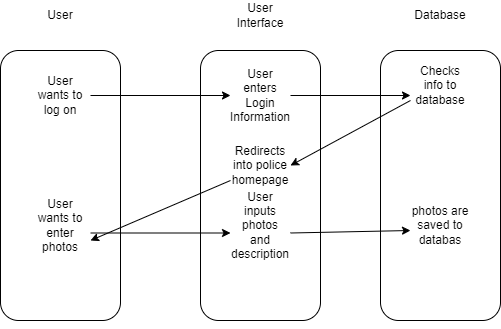 User
User
Interface
Database
User
wants to
log on
User
enters
Login
Information
Checks
info to
database
Redirects
into police
homepage
User
wants to
enter
photos
User
inputs
photos
and
description
photos are
saved to
databas